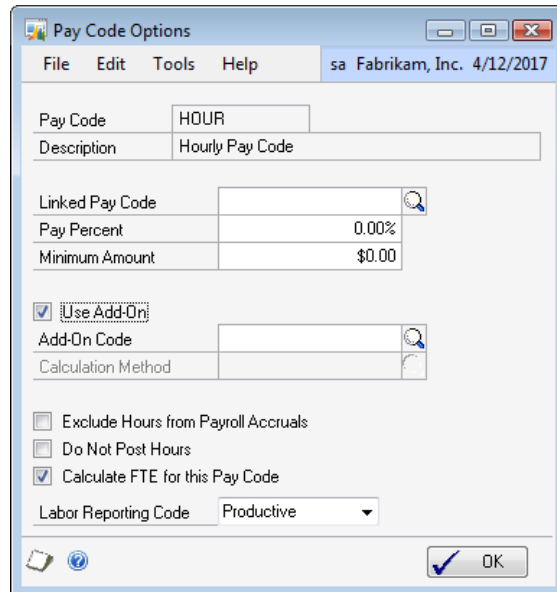 Pay Code Options
File Edit Tools Help sa Fabrikam, Inc. 4/12/2017
Pay Code HOUR
Description Hourly Pay Code
Linked Pay Code
Pay Percent 0.00%
Minimum Amount $0.00
Use Add-On
Add-On Code
Calculation Method
Exclude Hours from Payroll Accruals
Do Not Post Hours
Calculate FTE for this Pay Code
Labor Reporting Code Productive
OK